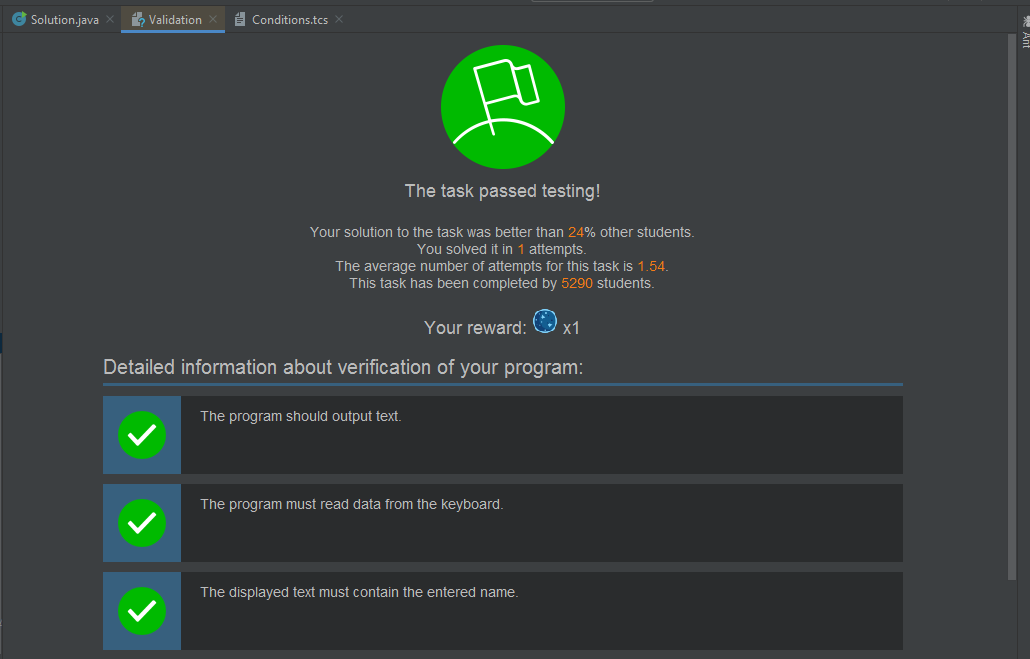 Solution.java
Validation
Conditions.tcs
Ant
The task passed testing!
Your solution to the task was better than 24% other students.
You solved it in 1 attempts.
The average number of attempts for this task is 1.54.
This task has been completed by 5290 students.
Your reward: x1
Detailed information about verification of your program:
The program should output text.
The program must read data from the keyboard.
The displayed text must contain the entered name.